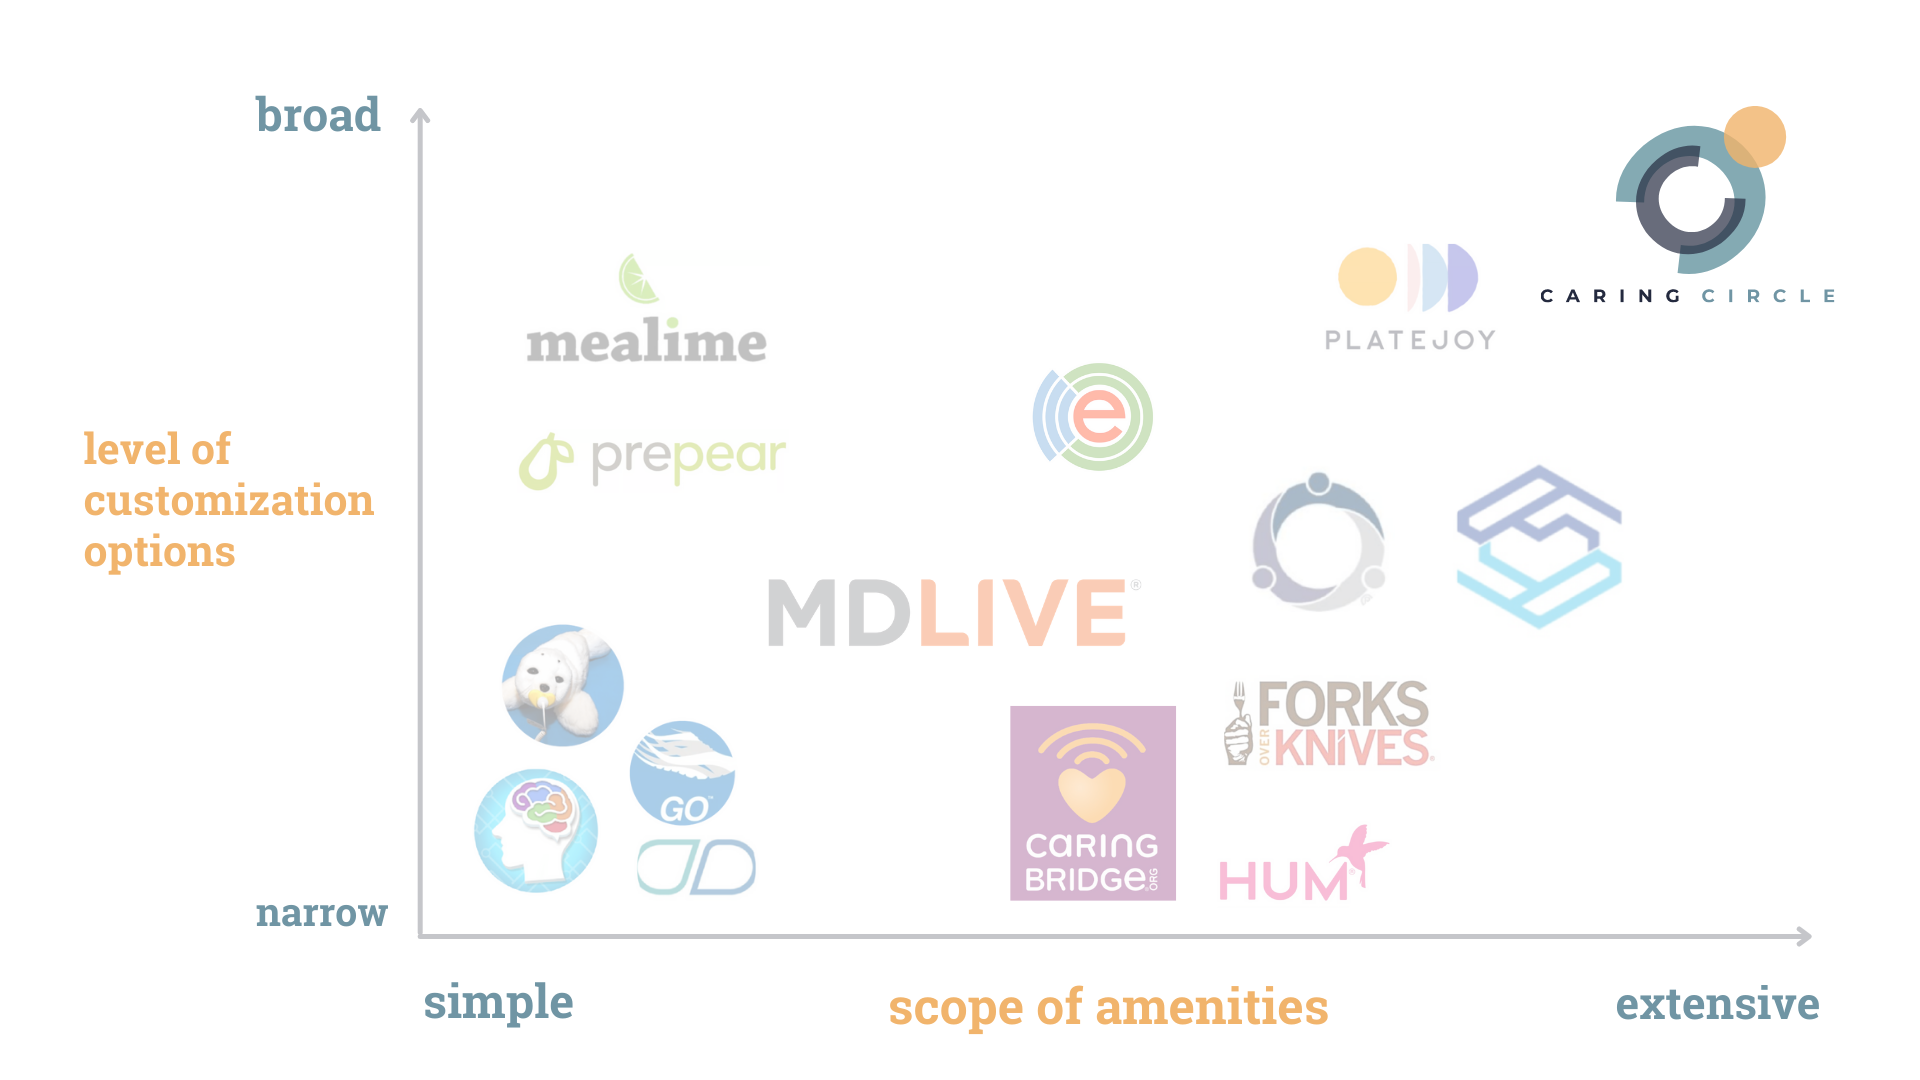 broad
CARING CIRCLE
mealime
PLATEJOY
e
level of
customization
options
prepear
MDLIVE®
FORKS
OVER
KNIVES®
GO™
CARING
BRIDGE.ORG
HUM®
narrow
simple
scope of amenities
extensive